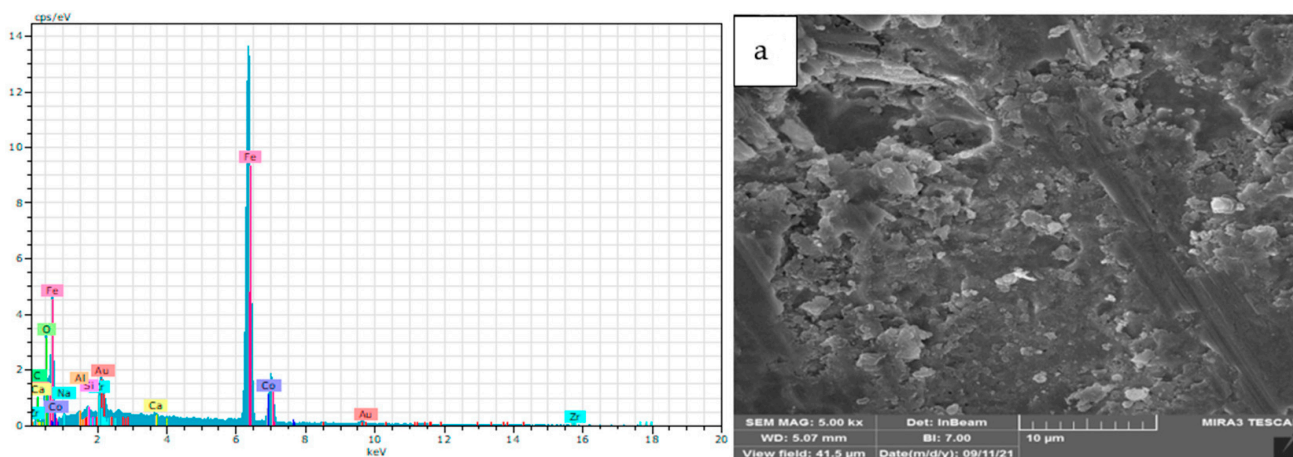 cps/eV
14
12
10
8
6
4
2
0
Fe
Fe
O
C
Ca
Zr
Na
Co
Al
Si
Au
Ca
Co
Au
Zr
2 4 6 8 10 12 14 16 18 20
keV
a
SEM MAG: 5.00 kx Det: InBeam MIRA3 TESCA
WD: 5.07 mm BI: 7.00 10 µm
View field: 41.5 µm Date(m/d/y): 09/11/21